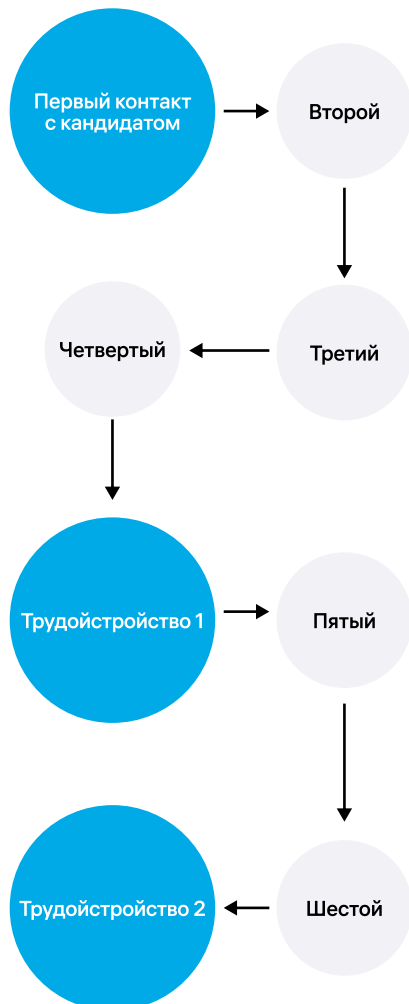 Первый контакт
с кандидатом
Второй
Третий
Четвертый
Трудойстройство 1
Пятый
Шестой
Трудойстройство 2